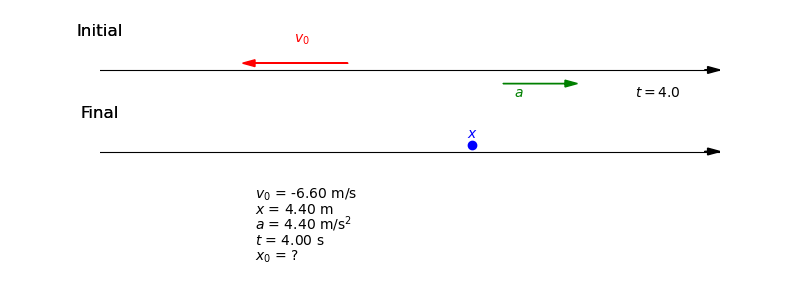 Initial
v₀
a
t = 4.0
Final
x
v₀ = -6.60 m/s
x = 4.40 m
a = 4.40 m/s²
t = 4.00 s
x₀ = ?